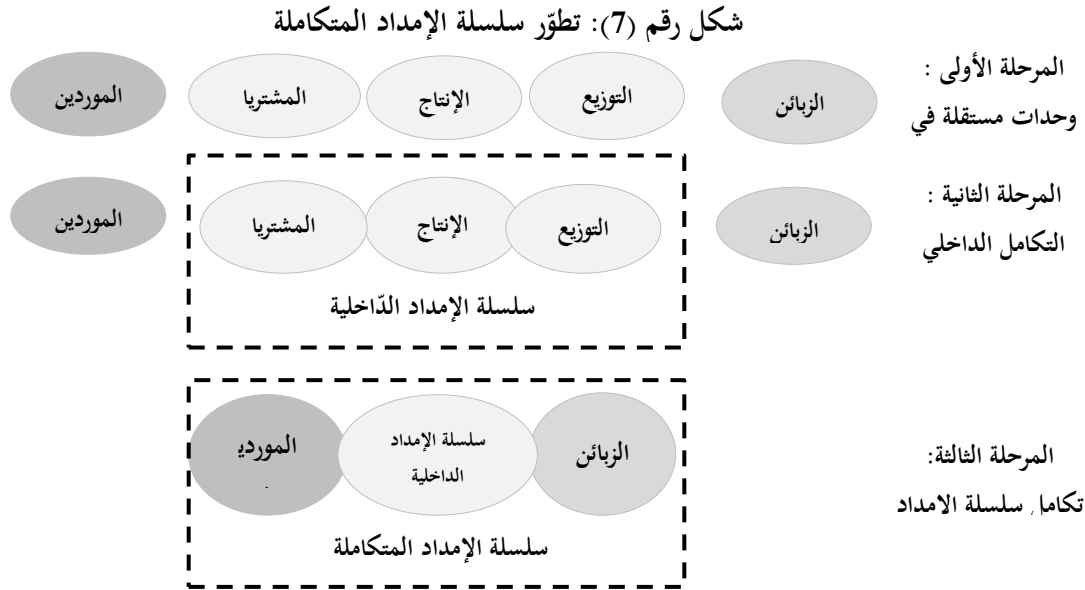 شكل رقم (7): تطوّر سلسلة الإمداد المتكاملة
المرحلة الأولى :
وحدات مستقلة في
الزبائن
التوزيع
الإنتاج
المشتريا
الموردين
المرحلة الثانية :
التكامل الداخلي
الزبائن
التوزيع
الإنتاج
المشتريا
الموردين
سلسلة الإمداد الدّاخلية
المرحلة الثالثة:
تكامل سلسلة الامداد
الزبائن
سلسلة الإمداد
الداخلية
الموردي
سلسلة الإمداد المتكاملة